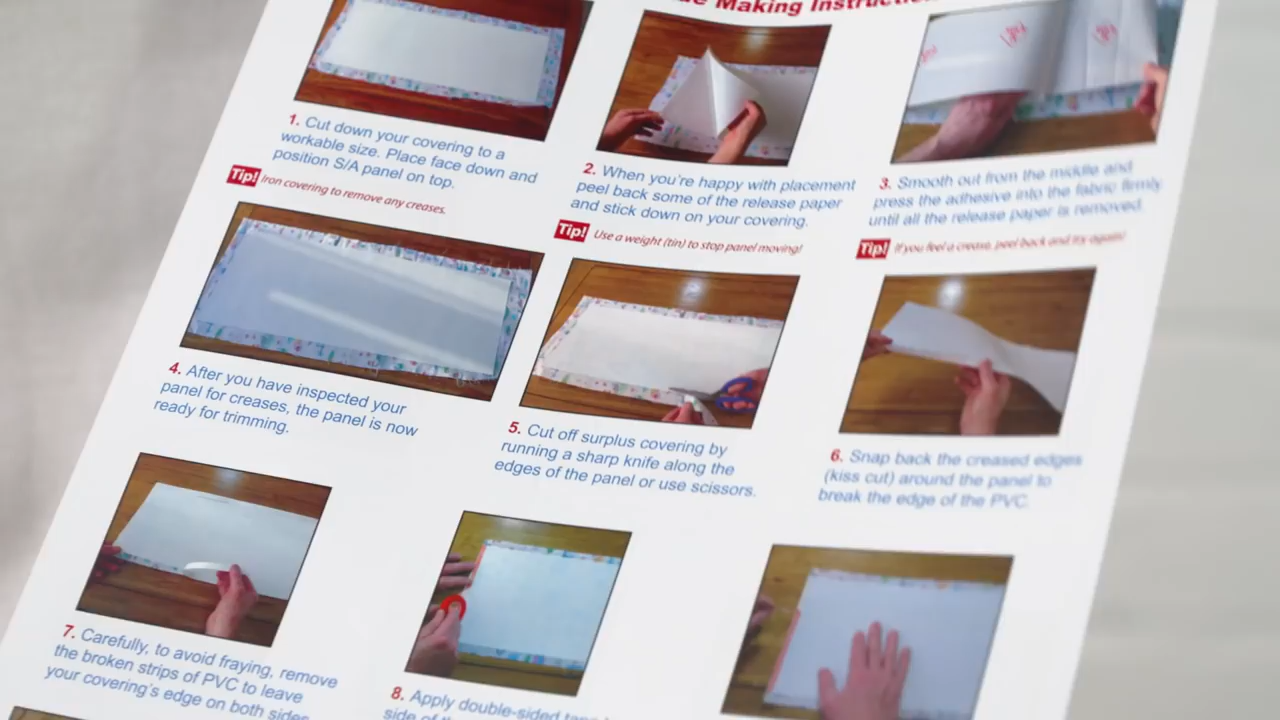 Making Instructions
1. Cut down your covering to a
workable size. Place face down and
position S/A panel on top.
Tip! Iron covering to remove any creases.
2. When you're happy with placement
peel back some of the release paper
and stick down on your covering.
Tip! Use a weight (tin) to stop panel moving!
3. Smooth out from the middle and
press the adhesive into the fabric firmly
until all the release paper is removed.
Tip! If you feel a crease, peel back and try again!
4. After you have inspected your
panel for creases, the panel is now
ready for trimming.
5. Cut off surplus covering by
running a sharp knife along the
edges of the panel or use scissors.
6. Snap back the creased edges
(kiss cut) around the panel to
break the edge of the PVC.
7. Carefully, to avoid fraying, remove
the broken strips of PVC to leave
your covering's edge on both sides
8. Apply double-sided tape
side of